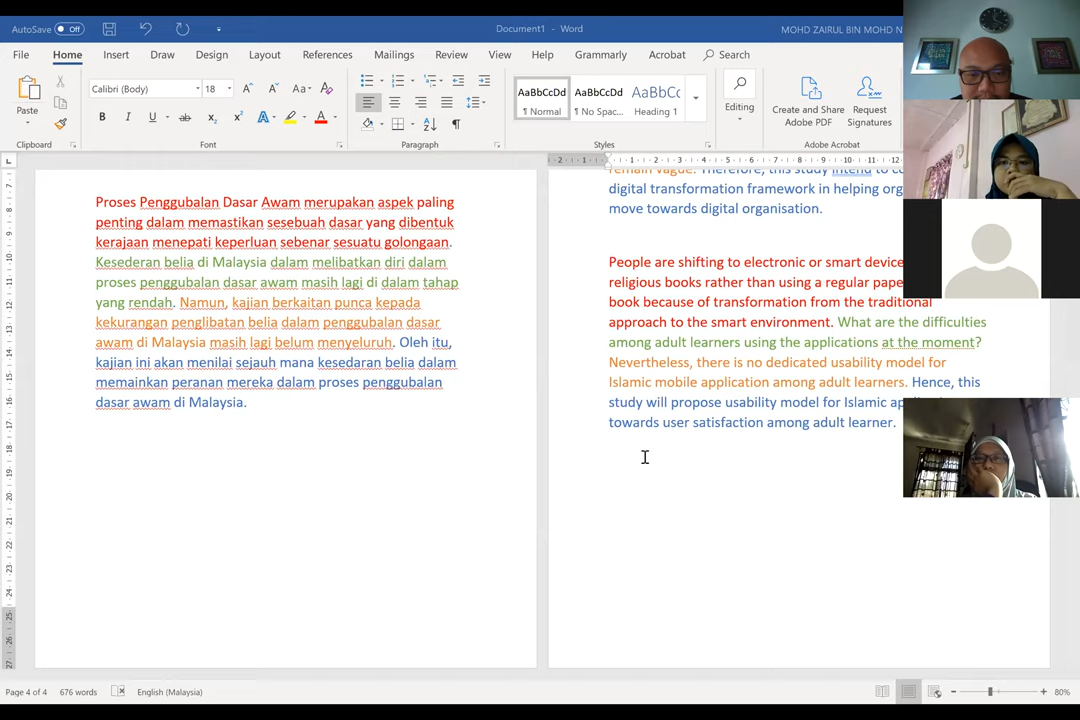 AutoSave Off
Document1 - Word
MOHD ZAIRUL BIN MOHD N
File Home Insert Draw Design Layout References Mailings Review View Help Grammarly Acrobat Search
Paste
Calibri (Body) 18
AaBbCcDd AaBbCcDd AaBbCc
¶ Normal ¶ No Spac... Heading 1
Editing
Create and Share Adobe PDF
Request Signatures
Clipboard Font Paragraph Styles Adobe Acrobat
Proses Penggubalan Dasar Awam merupakan aspek paling
penting dalam memastikan sesebuah dasar yang dibentuk
kerajaan menepati keperluan sebenar sesuatu golongaan.
Kesederan belia di Malaysia dalam melibatkan diri dalam
proses penggubalan dasar awam masih lagi di dalam tahap
yang rendah. Namun, kajian berkaitan punca kepada
kekurangan penglibatan belia dalam penggubalan dasar
awam di Malaysia masih lagi belum menyeluruh. Oleh itu,
kajian ini akan menilai sejauh mana kesedaran belia dalam
memainkan peranan mereka dalam proses penggubalan
dasar awam di Malaysia.
remain vague. Therefore, this study intend to
digital transformation framework in helping
move towards digital organisation.
People are shifting to electronic or smart
religious books rather than using a regular
book because of transformation from the traditional
approach to the smart environment. What are the difficulties
among adult learners using the applications at the moment?
Nevertheless, there is no dedicated usability model for
Islamic mobile application among adult learners. Hence, this
study will propose usability model for Islamic
towards user satisfaction among adult learner.
Page 4 of 4 676 words English (Malaysia) 80%